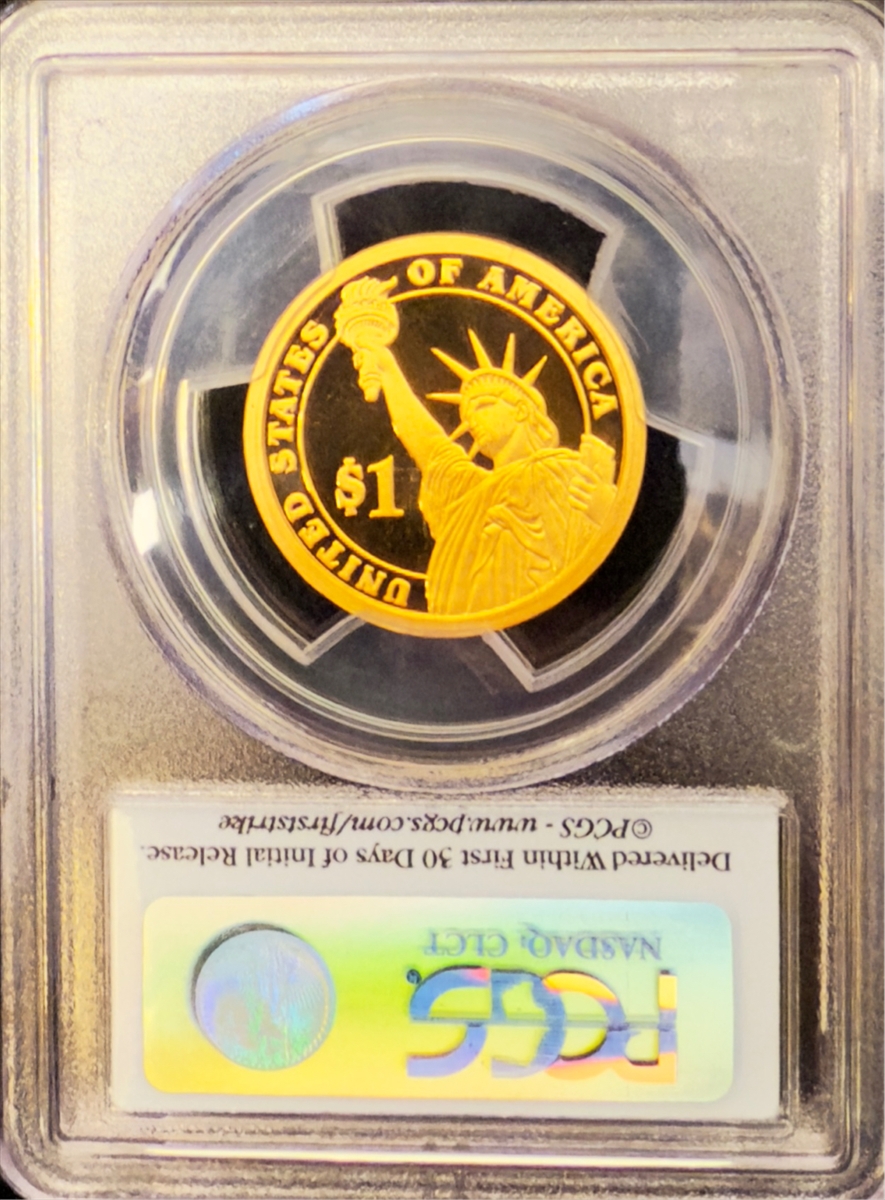 UNITED STATES OF AMERICA
$1
PCGS®
NASDAQ, CLCT
Delivered Within First 30 Days of Initial Release.
©PCGS - www.pcgs.com/firststrike